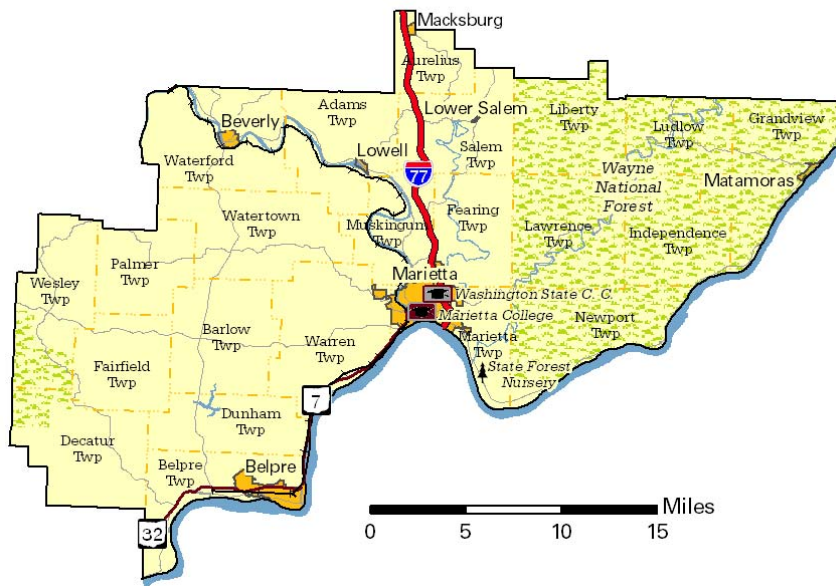 Macksburg
Aurelius
Twp
Adams
Twp
Lower Salem
Liberty
Twp
Grandview
Twp
Beverly
Ludlow
Twp
Salem
Twp
Lowell
Waterford
Twp
77
Wayne
National
Forest
Matamoras
Watertown
Twp
Muskingum
Twp
Fearing
Twp
Lawrence
Twp
Independence
Twp
Palmer
Twp
Wesley
Twp
Marietta
Washington State C. C.
Marietta College
Newport
Twp
Barlow
Twp
Warren
Twp
Marietta
Twp
Fairfield
Twp
State Forest
Nursery
7
Dunham
Twp
Decatur
Twp
Belpre
Twp
Belpre
32
Miles
0 5 10 15